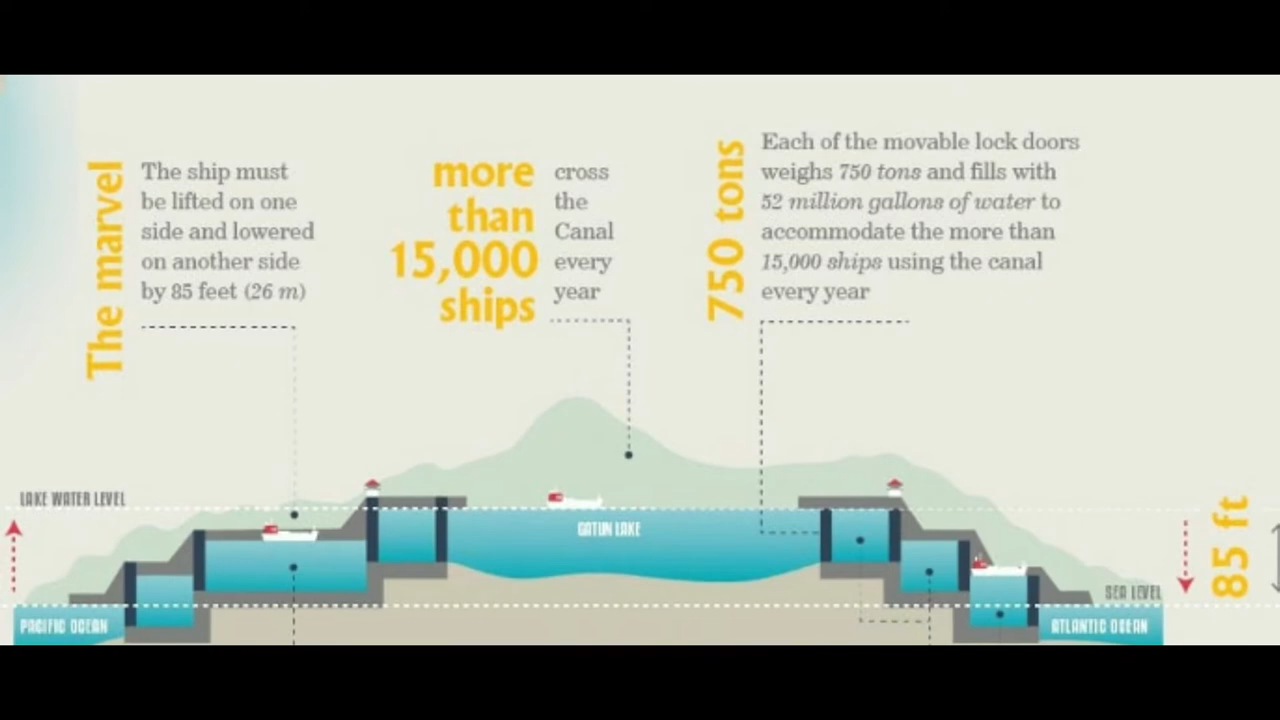 The marvel
The ship must
be lifted on one
side and lowered
on another side
by 85 feet (26 m)
more
than
15,000
ships
cross
the
Canal
every
year
750 tons
Each of the movable lock doors
weighs 750 tons and fills with
52 million gallons of water to
accommodate the more than
15,000 ships using the canal
every year
LAKE WATER LEVEL
GATUN LAKE
85 ft
SEA LEVEL
PACIFIC OCEAN
ATLANTIC OCEAN